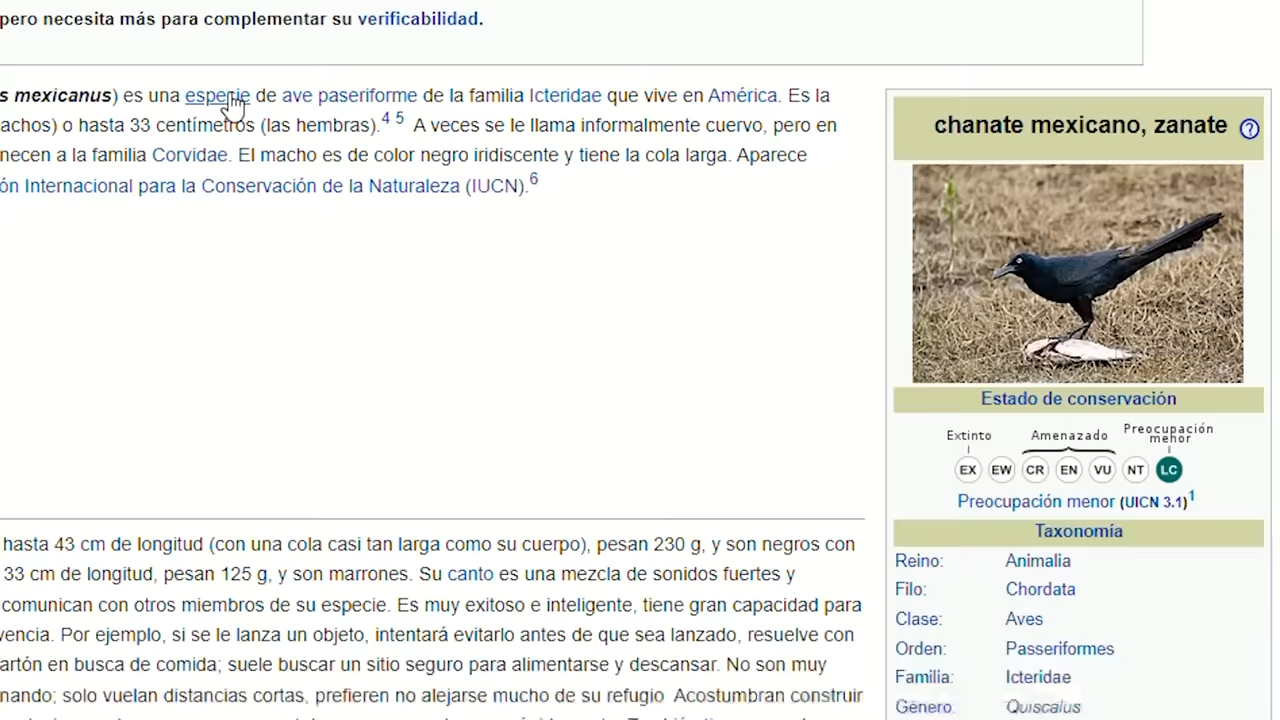 pero necesita más para complementar su verificabilidad.
s mexicanus) es una especie de ave paseriforme de la familia Icteridae que vive en América. Es la
achos) o hasta 33 centímetros (las hembras).4 5 A veces se le llama informalmente cuervo, pero en
necen a la familia Corvidae. El macho es de color negro iridiscente y tiene la cola larga. Aparece
ón Internacional para la Conservación de la Naturaleza (IUCN).6
chanate mexicano, zanate ?
Estado de conservación
Extinto Amenazado Preocupación
menor
EX EW CR EN VU NT LC
Preocupación menor (UICN 3.1)1
Taxonomía
Reino: Animalia
Filo: Chordata
Clase: Aves
Orden: Passeriformes
Familia: Icteridae
Género: Quiscalus
hasta 43 cm de longitud (con una cola casi tan larga como su cuerpo), pesan 230 g, y son negros con
33 cm de longitud, pesan 125 g, y son marrones. Su canto es una mezcla de sonidos fuertes y
comunican con otros miembros de su especie. Es muy exitoso e inteligente, tiene gran capacidad para
vencia. Por ejemplo, si se le lanza un objeto, intentará evitarlo antes de que sea lanzado, resuelve con
artón en busca de comida; suele buscar un sitio seguro para alimentarse y descansar. No son muy
nando; solo vuelan distancias cortas, prefieren no alejarse mucho de su refugio Acostumbran construir